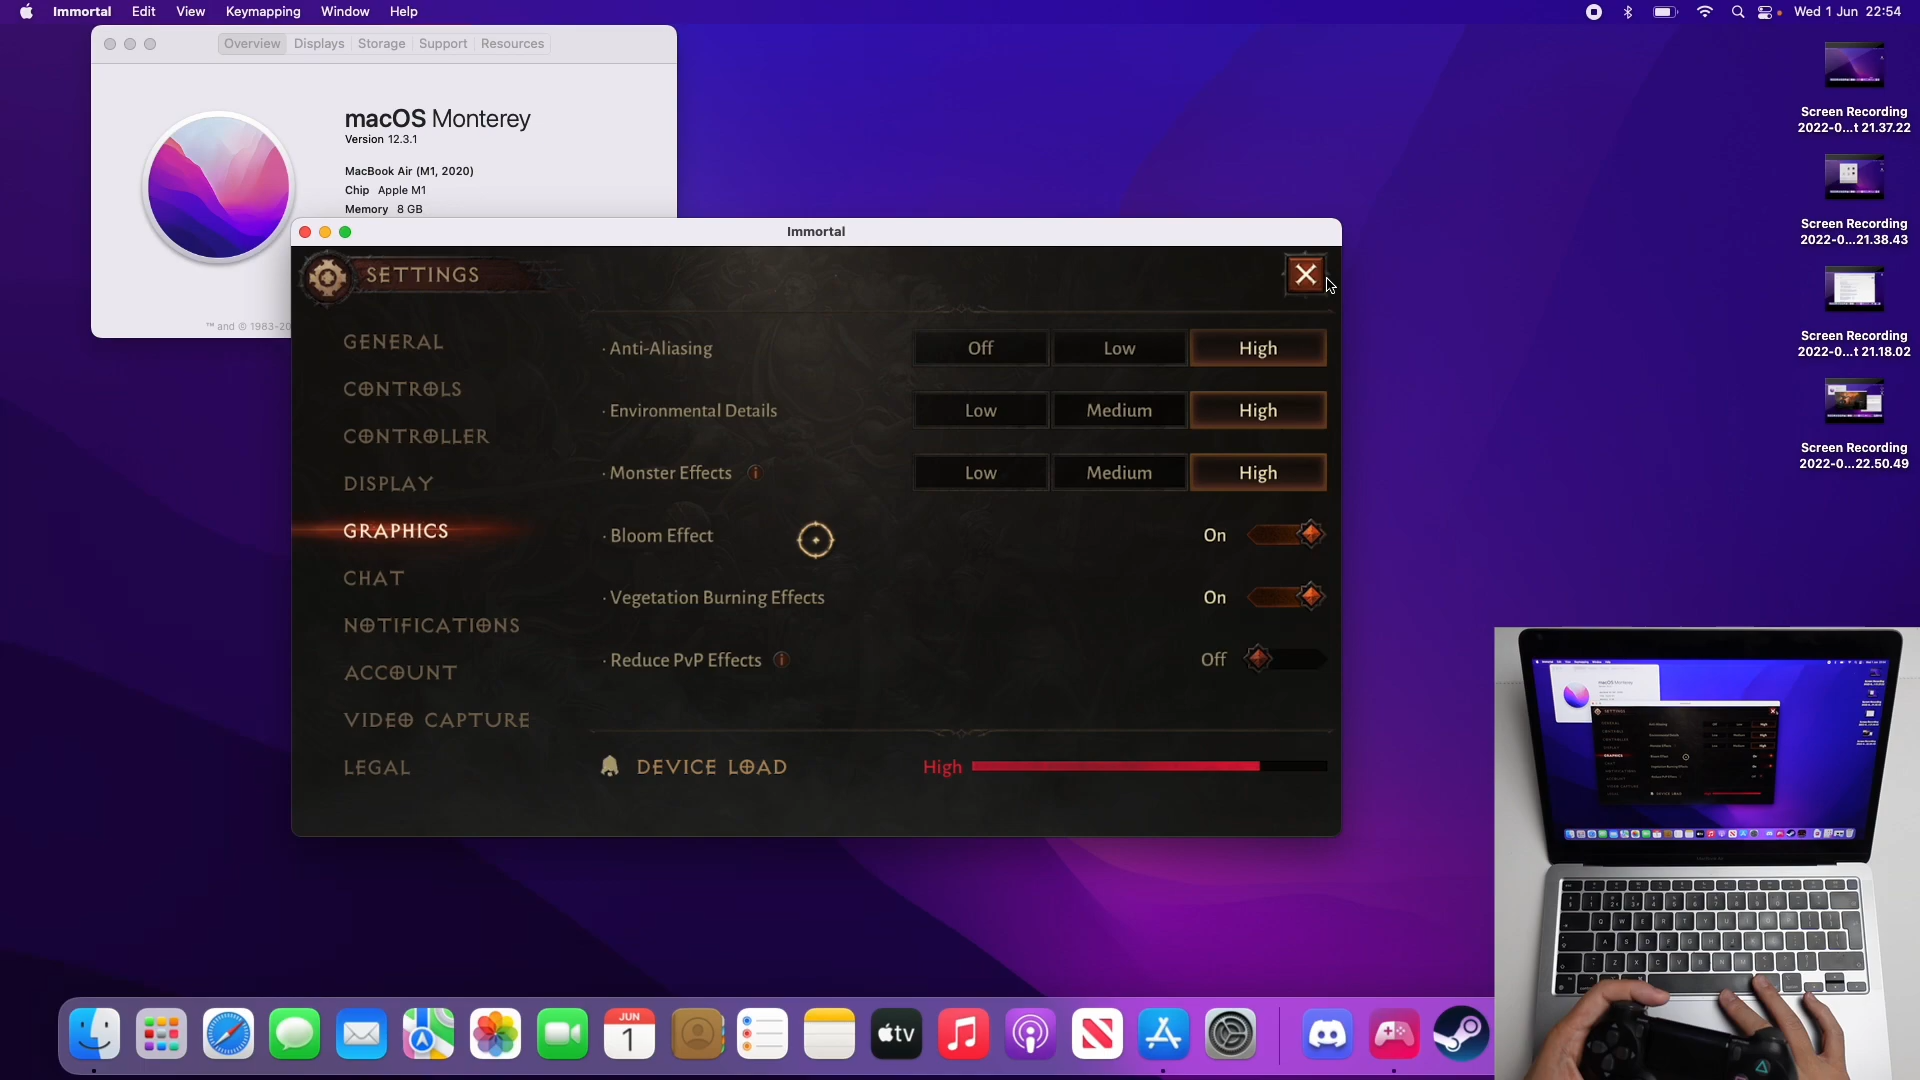 Immortal Edit View Keymapping Window Help
Wed 1 Jun 22:54
Overview Displays Storage Support Resources
macOS Monterey
Version 12.3.1
MacBook Air (M1, 2020)
Chip Apple M1
Memory 8 GB
™ and © 1983-20
Screen Recording
2022-0...t 21.37.22
Screen Recording
2022-0...21.38.43
Screen Recording
2022-0...t 21.18.02
Screen Recording
2022-0...22.50.49
Immortal
SETTINGS
GENERAL
CONTROLS
CONTROLLER
DISPLAY
GRAPHICS
CHAT
NOTIFICATIONS
ACCOUNT
VIDEO CAPTURE
LEGAL
· Anti-Aliasing Off Low High
· Environmental Details Low Medium High
· Monster Effects i Low Medium High
· Bloom Effect On
· Vegetation Burning Effects On
· Reduce PvP Effects i Off
DEVICE LOAD High
JUN
1
tv